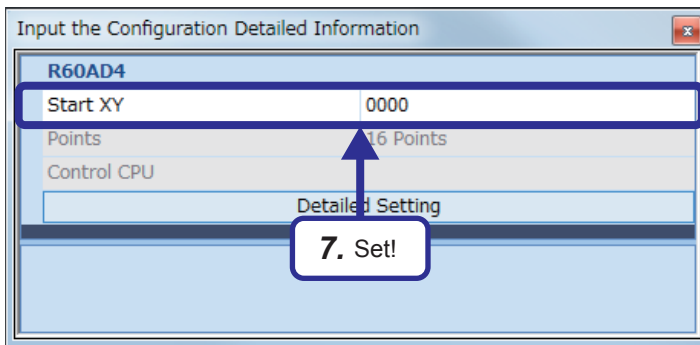 Input the Configuration Detailed Information
x
R60AD4
Start XY 0000
Points 16 Points
Control CPU
Detailed Setting
7. Set!